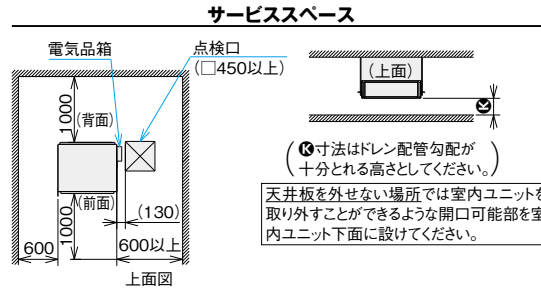 サービススペース
電気品箱
点検口
(□450以上)
1000
(背面)
(前面)
1000
(130)
600
600以上
上面図
(上面)
K
(Ⓚ寸法はドレン配管勾配が
十分とれる高さとしてください。)
天井板を外せない場所では室内ユニットを
取り外すことができるような開口可能部を室
内ユニット下面に設けてください。